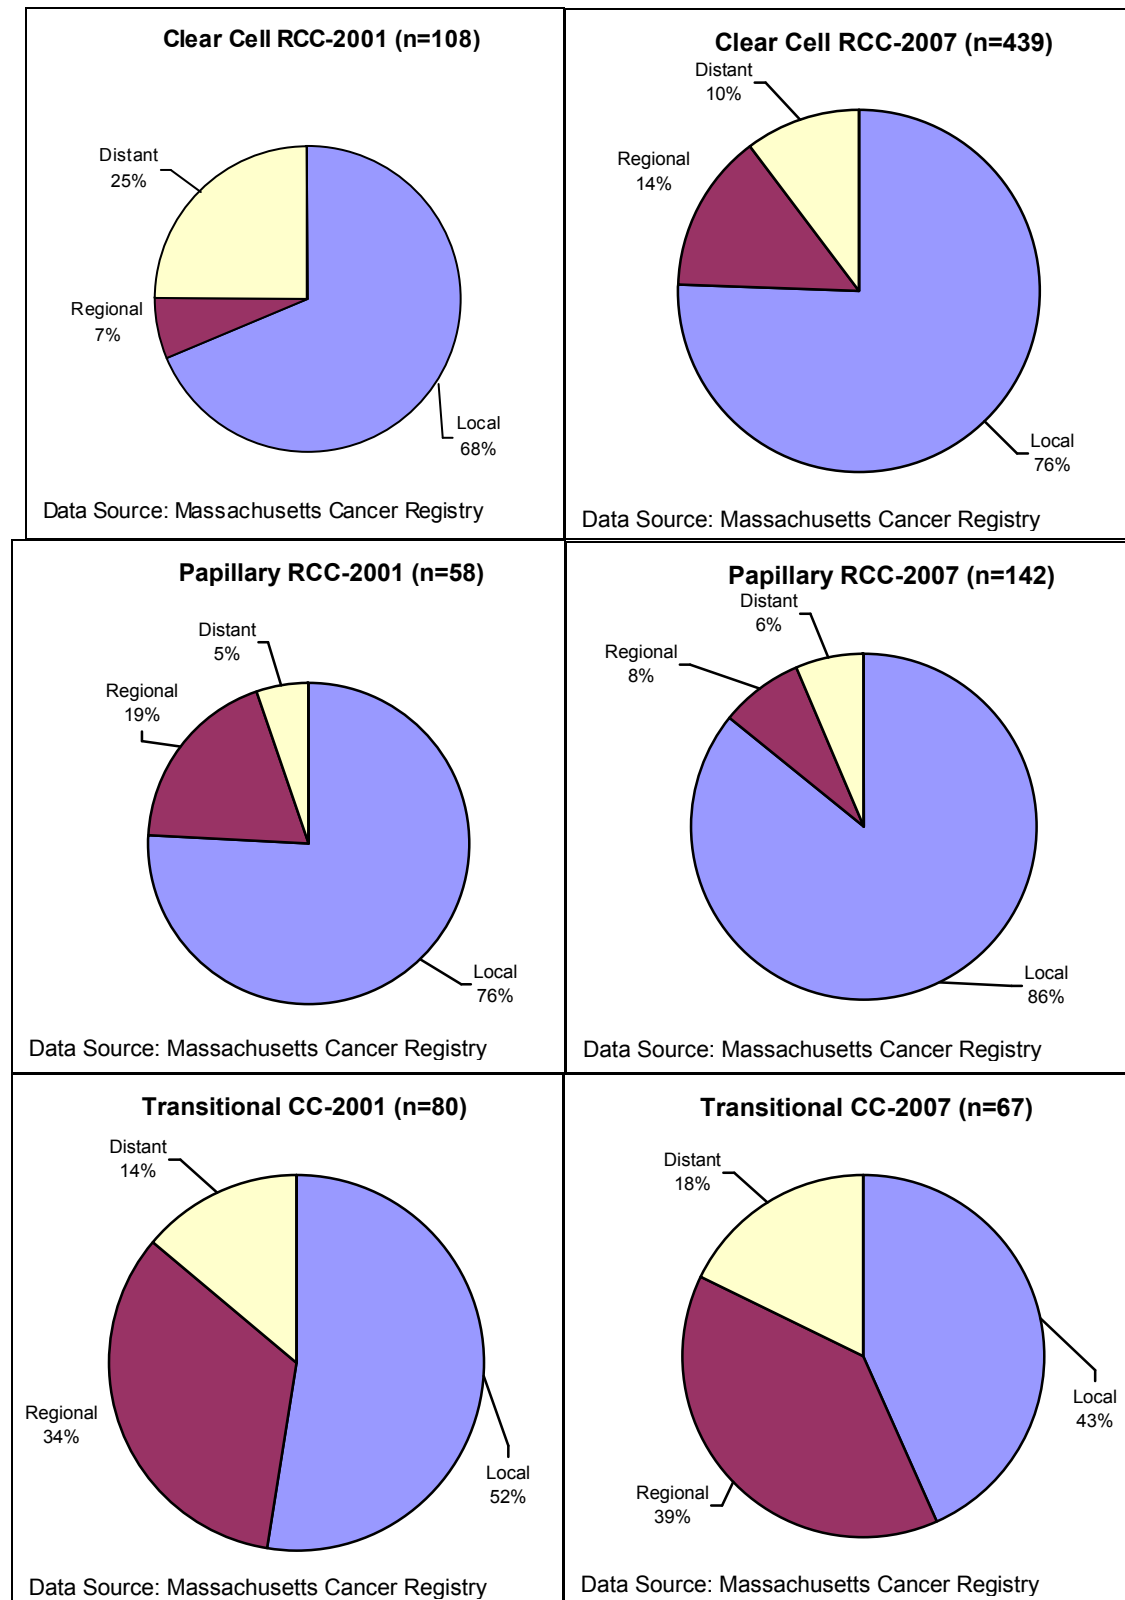 Clear Cell RCC-2001 (n=108)
Distant
25%
Regional
7%
Local
68%
Data Source: Massachusetts Cancer Registry
Clear Cell RCC-2007 (n=439)
Distant
10%
Regional
14%
Local
76%
Data Source: Massachusetts Cancer Registry
Papillary RCC-2001 (n=58)
Distant
5%
Regional
19%
Local
76%
Data Source: Massachusetts Cancer Registry
Papillary RCC-2007 (n=142)
Distant
6%
Regional
8%
Local
86%
Data Source: Massachusetts Cancer Registry
Transitional CC-2001 (n=80)
Distant
14%
Regional
34%
Local
52%
Data Source: Massachusetts Cancer Registry
Transitional CC-2007 (n=67)
Distant
18%
Local
43%
Regional
39%
Data Source: Massachusetts Cancer Registry